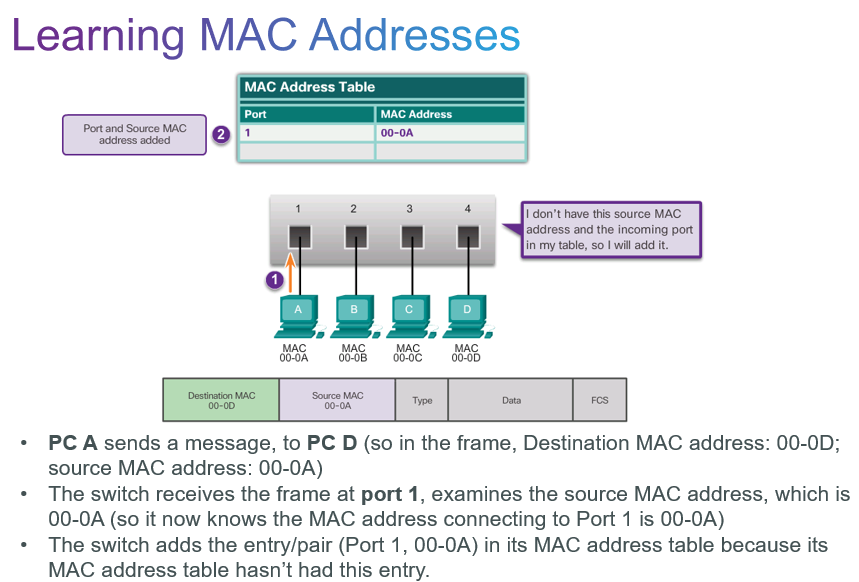 Learning MAC Addresses
MAC Address Table
Port MAC Address
1 00-0A
Port and Source MAC
address added
2
1 2 3 4
I don't have this source MAC
address and the incoming port
in my table, so I will add it.
1
A B C D
MAC MAC MAC MAC
00-0A 00-0B 00-0C 00-0D
Destination MAC
00-0D
Source MAC
00-0A
Type
Data
FCS
• PC A sends a message, to PC D (so in the frame, Destination MAC address: 00-0D;
source MAC address: 00-0A)
• The switch receives the frame at port 1, examines the source MAC address, which is
00-0A (so it now knows the MAC address connecting to Port 1 is 00-0A)
• The switch adds the entry/pair (Port 1, 00-0A) in its MAC address table because its
MAC address table hasn't had this entry.